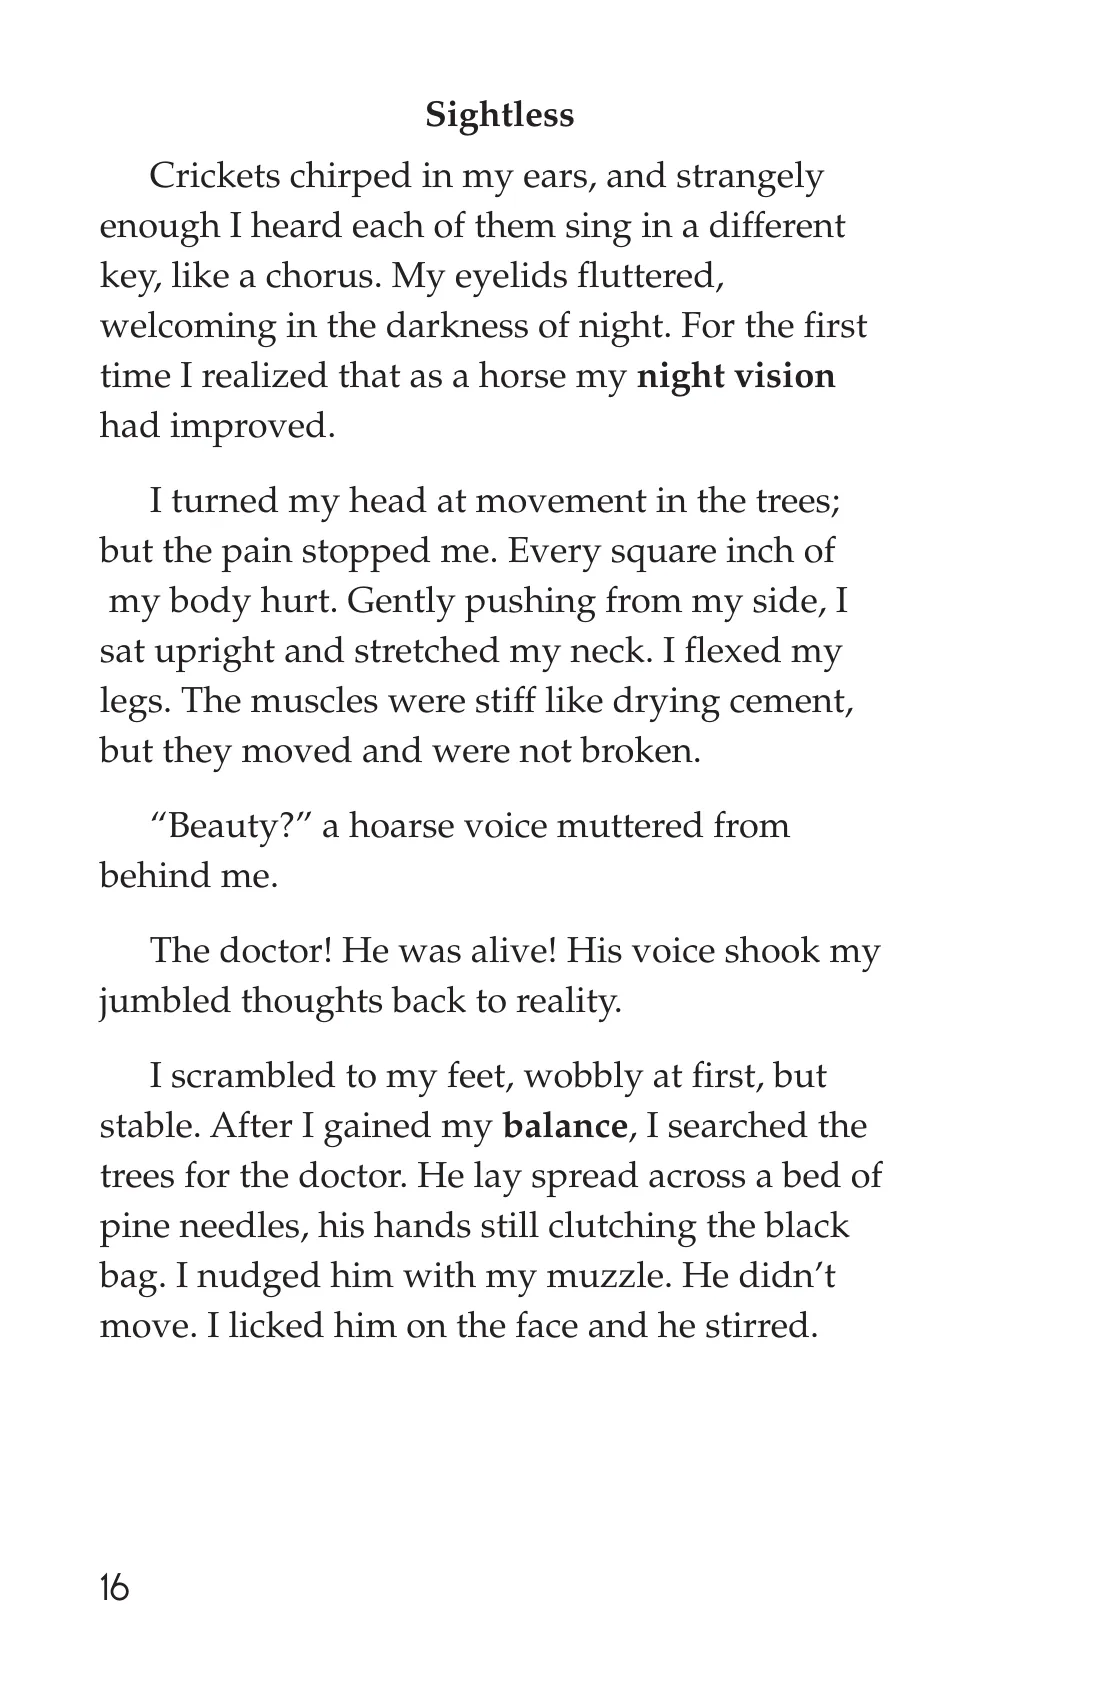 Sightless
Crickets chirped in my ears, and strangely
enough I heard each of them sing in a different
key, like a chorus. My eyelids fluttered,
welcoming in the darkness of night. For the first
time I realized that as a horse my night vision
had improved.
I turned my head at movement in the trees;
but the pain stopped me. Every square inch of
my body hurt. Gently pushing from my side, I
sat upright and stretched my neck. I flexed my
legs. The muscles were stiff like drying cement,
but they moved and were not broken.
“Beauty?” a hoarse voice muttered from
behind me.
The doctor! He was alive! His voice shook my
jumbled thoughts back to reality.
I scrambled to my feet, wobbly at first, but
stable. After I gained my balance, I searched the
trees for the doctor. He lay spread across a bed of
pine needles, his hands still clutching the black
bag. I nudged him with my muzzle. He didn’t
move. I licked him on the face and he stirred.
16